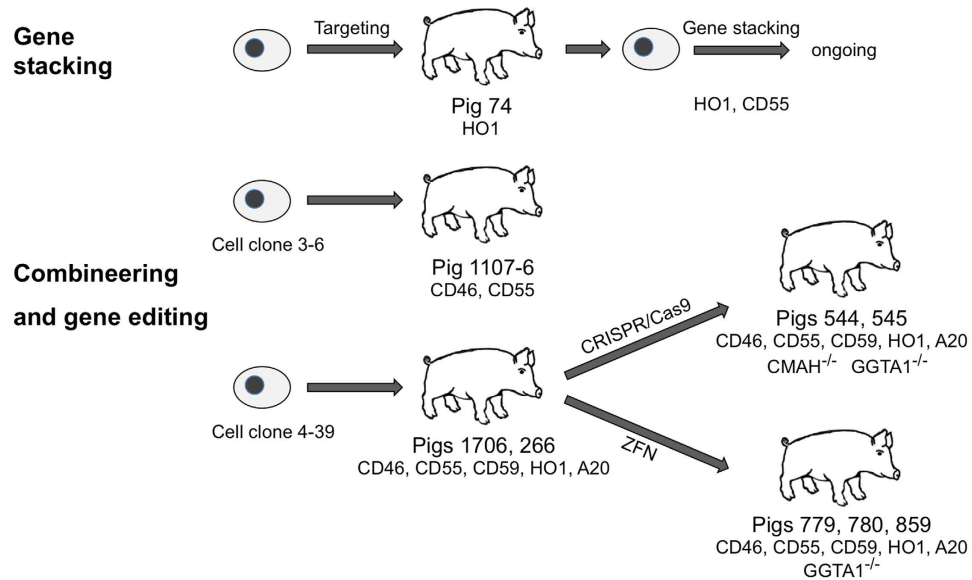 Gene
stacking
Targeting
Pig 74
HO1
Gene stacking
ongoing
HO1, CD55
Combineering
and gene editing
Cell clone 3-6
Pig 1107-6
CD46, CD55
Cell clone 4-39
Pigs 1706, 266
CD46, CD55, CD59, HO1, A20
CRISPR/Cas9
Pigs 544, 545
CD46, CD55, CD59, HO1, A20
CMAH-/- GGTA1-/-
ZFN
Pigs 779, 780, 859
CD46, CD55, CD59, HO1, A20
GGTA1-/-